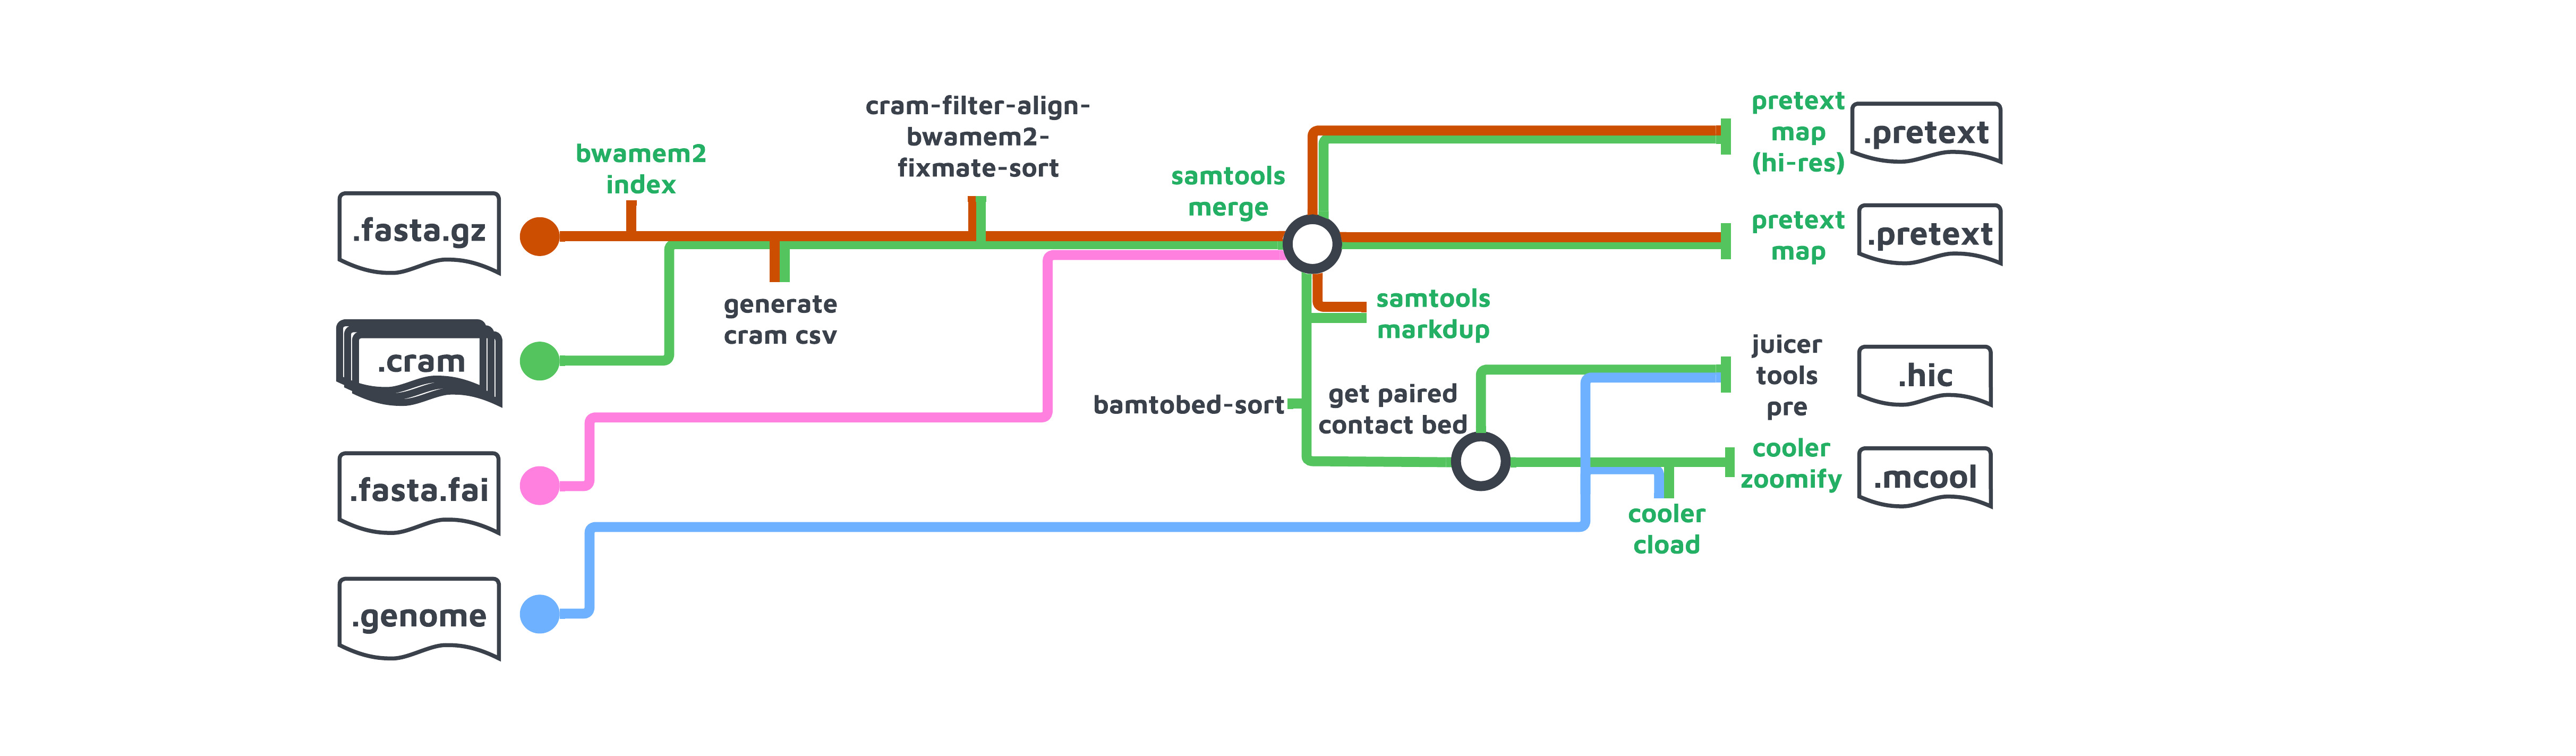 .fasta.gz
.cram
.fasta.fai
.genome
bwamem2
index
generate
cram csv
cram-filter-align-
bwamem2-
fixmate-sort
samtools
merge
samtools
markdup
bamtobed-sort
get paired
contact bed
pretext
map
(hi-res)
.pretext
pretext
map
.pretext
juicer
tools
pre
.hic
cooler
zoomify
.mcool
cooler
cload